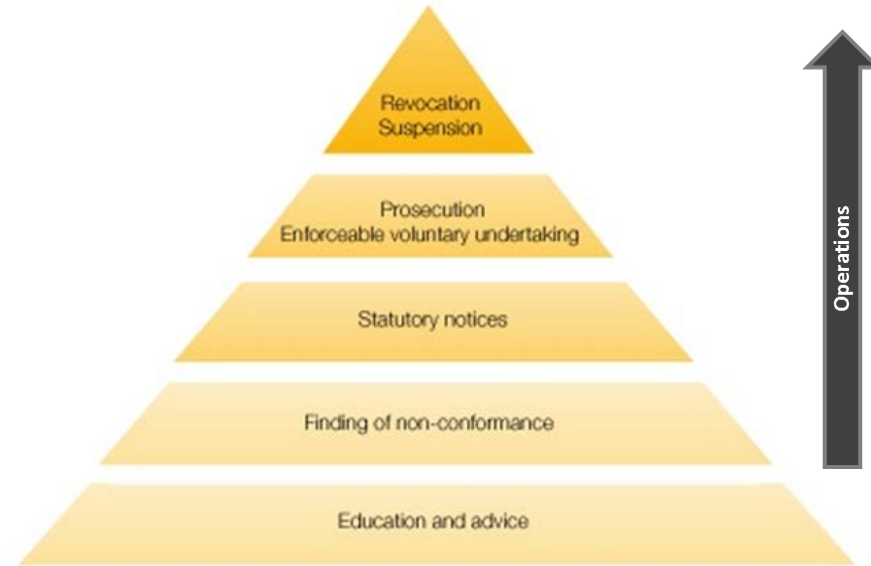 Revocation
Suspension
Prosecution
Enforceable voluntary undertaking
Statutory notices
Finding of non-conformance
Education and advice
Operations